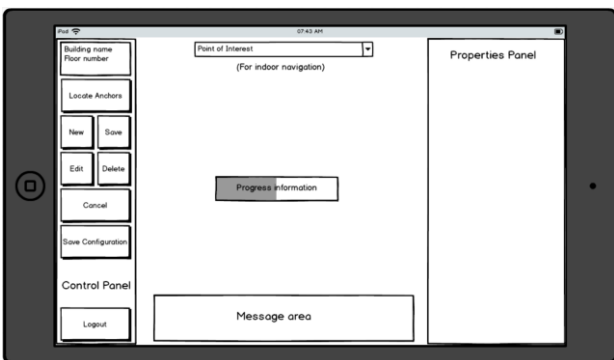 iPod
07:43 AM
Building name
Floor number
Locate Anchors
New
Save
Edit
Delete
Cancel
Save Configuration
Control Panel
Logout
Point of Interest
(For indoor navigation)
Progress information
Message area
Properties Panel